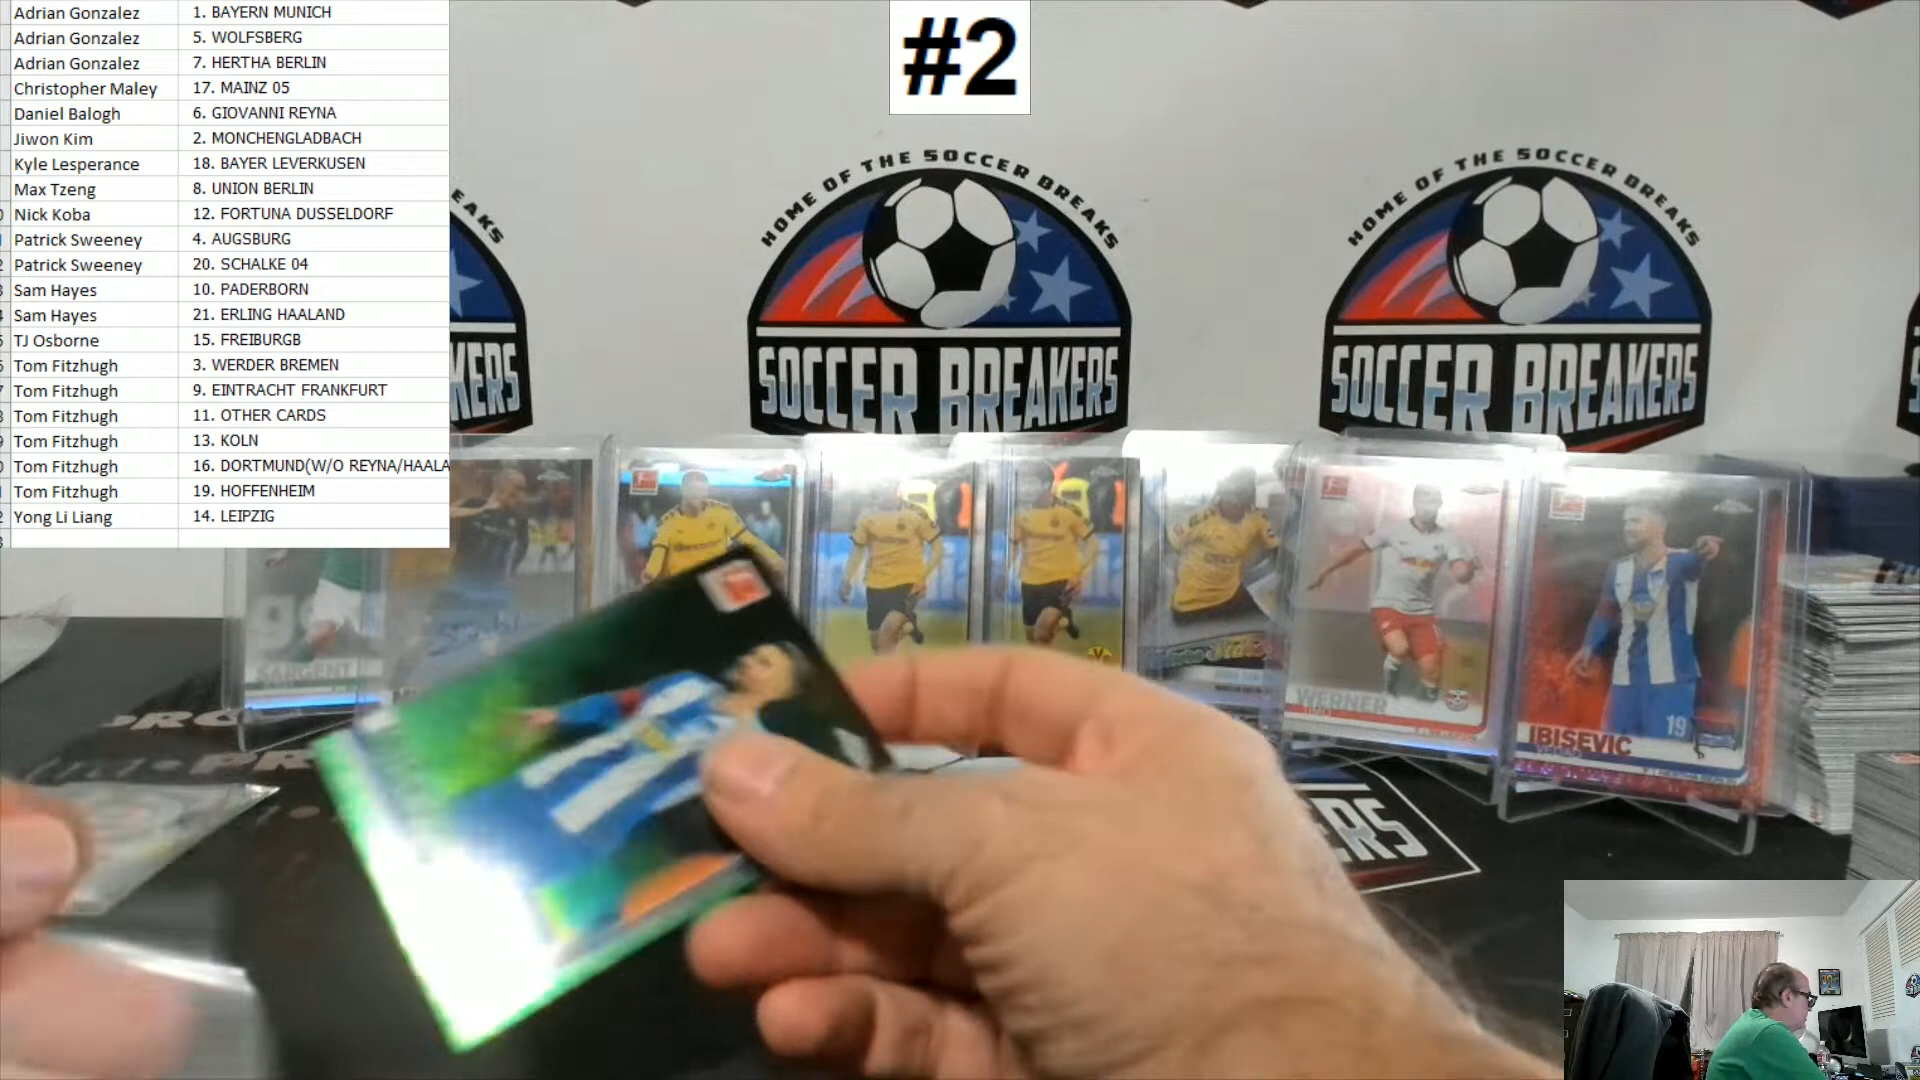 Adrian Gonzalez 1. BAYERN MUNICH
Adrian Gonzalez 5. WOLFSBERG
Adrian Gonzalez 7. HERTHA BERLIN
Christopher Maley 17. MAINZ 05
Daniel Balogh 6. GIOVANNI REYNA
Jiwon Kim 2. MONCHENGLADBACH
Kyle Lesperance 18. BAYER LEVERKUSEN
Max Tzeng 8. UNION BERLIN
Nick Koba 12. FORTUNA DUSSELDORF
Patrick Sweeney 4. AUGSBURG
Patrick Sweeney 20. SCHALKE 04
Sam Hayes 10. PADERBORN
Sam Hayes 21. ERLING HAALAND
TJ Osborne 15. FREIBURGB
Tom Fitzhugh 3. WERDER BREMEN
Tom Fitzhugh 9. EINTRACHT FRANKFURT
Tom Fitzhugh 11. OTHER CARDS
Tom Fitzhugh 13. KOLN
Tom Fitzhugh 16. DORTMUND(W/O REYNA/HAALA
Tom Fitzhugh 19. HOFFENHEIM
Yong Li Liang 14. LEIPZIG
#2
EAKS
KERS
HOME OF THE SOCCER BREAKS
SOCCER BREAKERS
HOME OF THE SOCCER BREAKS
SOCCER BREAKERS
SARGENT
WERNER
IBISEVIC
19
ERS